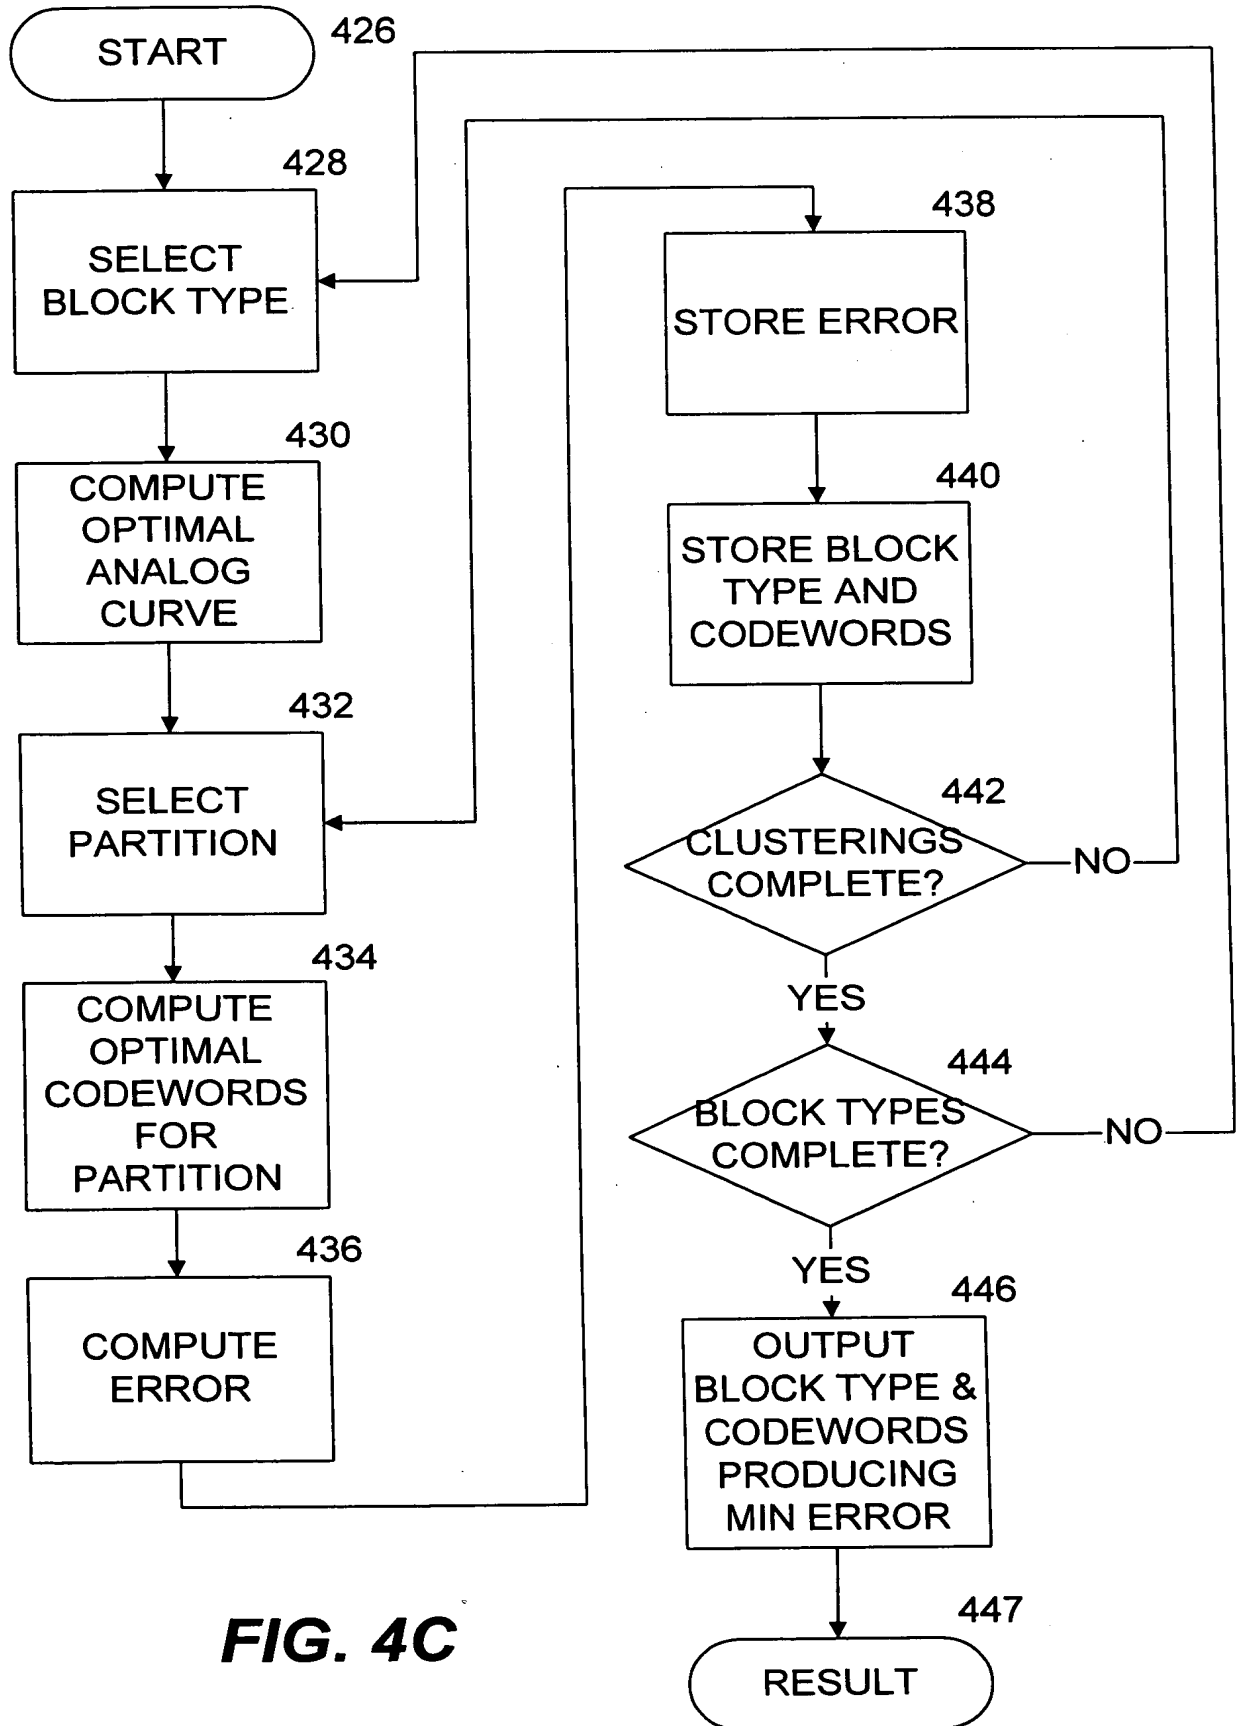 START
426
428
SELECT
BLOCK TYPE
430
COMPUTE
OPTIMAL
ANALOG
CURVE
432
SELECT
PARTITION
434
COMPUTE
OPTIMAL
CODEWORDS
FOR
PARTITION
436
COMPUTE
ERROR
438
STORE ERROR
440
STORE BLOCK
TYPE AND
CODEWORDS
442
CLUSTERINGS
COMPLETE?
NO
YES
444
BLOCK TYPES
COMPLETE?
NO
YES
446
OUTPUT
BLOCK TYPE &
CODEWORDS
PRODUCING
MIN ERROR
447
RESULT
FIG. 4C